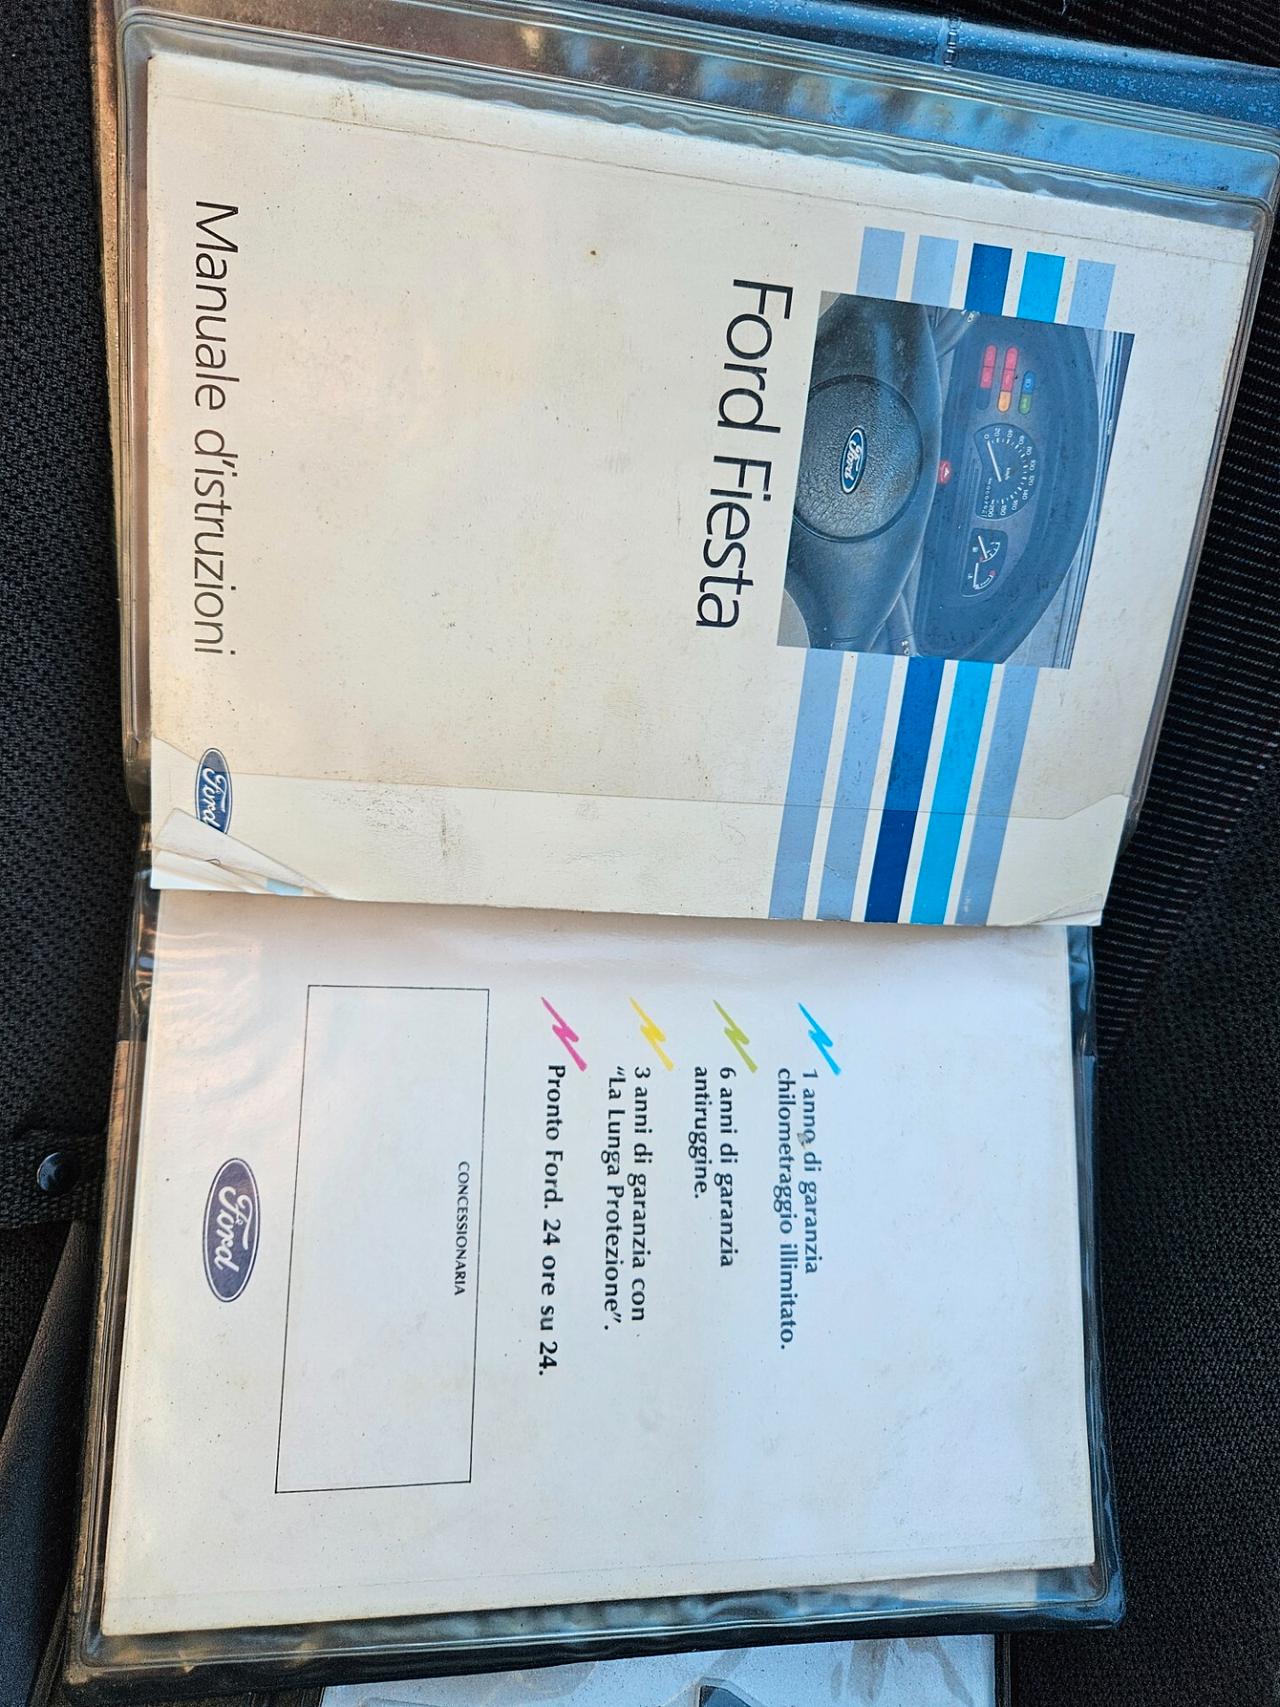 Ford Fiesta
Manuale d'istruzioni
Ford
Ford
1 anno di garanzia
chilometraggio illimitato.
6 anni di garanzia
antiruggine.
3 anni di garanzia con
“La Lunga Protezione”.
Pronto Ford. 24 ore su 24.
CONCESSIONARIA
Ford